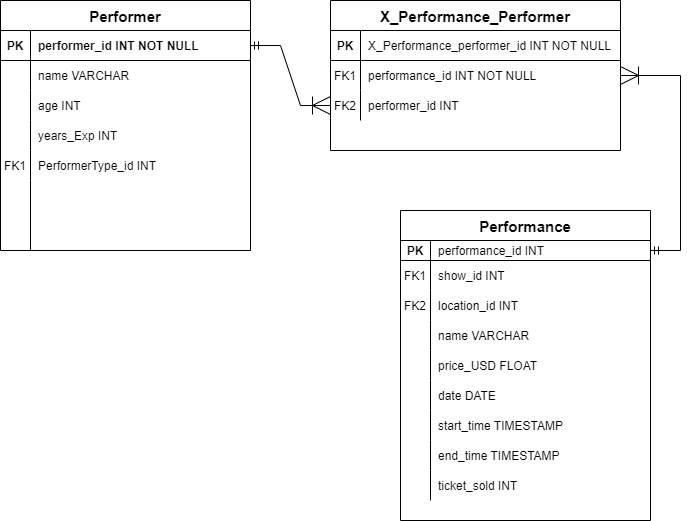 Performer
PK performer_id INT NOT NULL
name VARCHAR
age INT
years_Exp INT
FK1 PerformerType_id INT
X_Performance_Performer
PK X_Performance_performer_id INT NOT NULL
FK1 performance_id INT NOT NULL
FK2 performer_id INT
Performance
PK performance_id INT
FK1 show_id INT
FK2 location_id INT
name VARCHAR
price_USD FLOAT
date DATE
start_time TIMESTAMP
end_time TIMESTAMP
ticket_sold INT